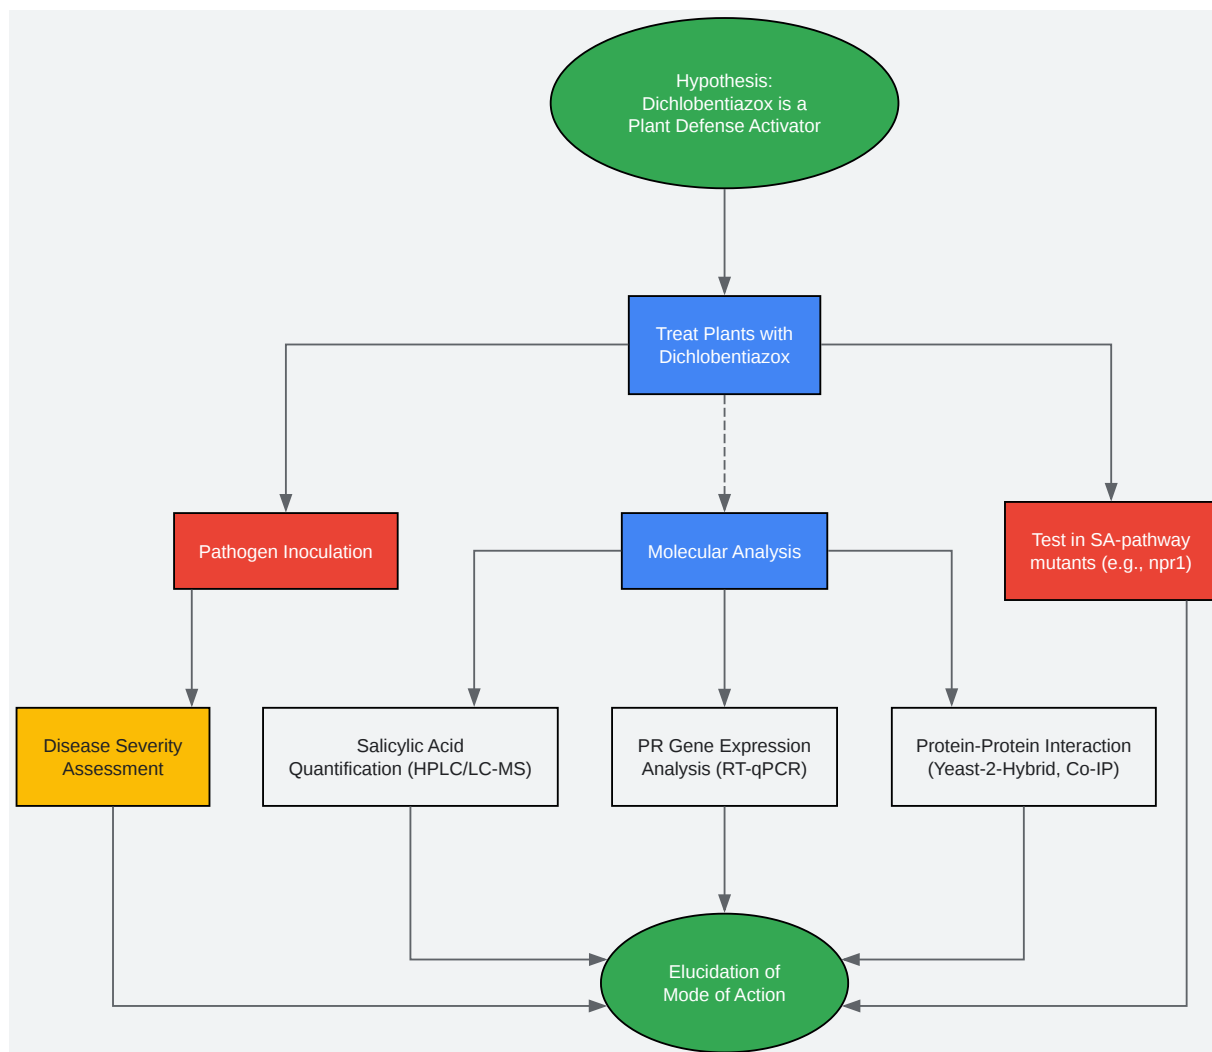 Hypothesis:
Dichlobentiazox is a
Plant Defense Activator
Treat Plants with
Dichlobentiazox
Pathogen Inoculation
Molecular Analysis
Test in SA-pathway
mutants (e.g., npr1)
Disease Severity
Assessment
Salicylic Acid
Quantification (HPLC/LC-MS)
PR Gene Expression
Analysis (RT-qPCR)
Protein-Protein Interaction
(Yeast-2-Hybrid, Co-IP)
Elucidation of
Mode of Action